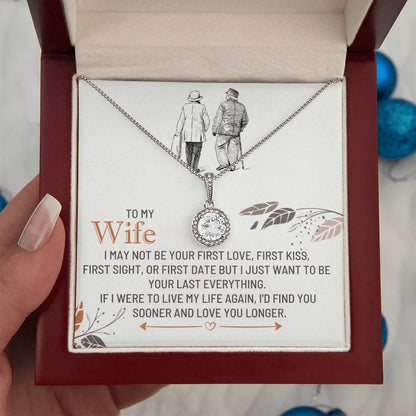 TO MY
Wife
I MAY NOT BE YOUR FIRST LOVE, FIRST KISS,
FIRST SIGHT, OR FIRST DATE BUT I JUST WANT TO BE
YOUR LAST EVERYTHING.
IF I WERE TO LIVE MY LIFE AGAIN, I'D FIND YOU
SOONER AND LOVE YOU LONGER.